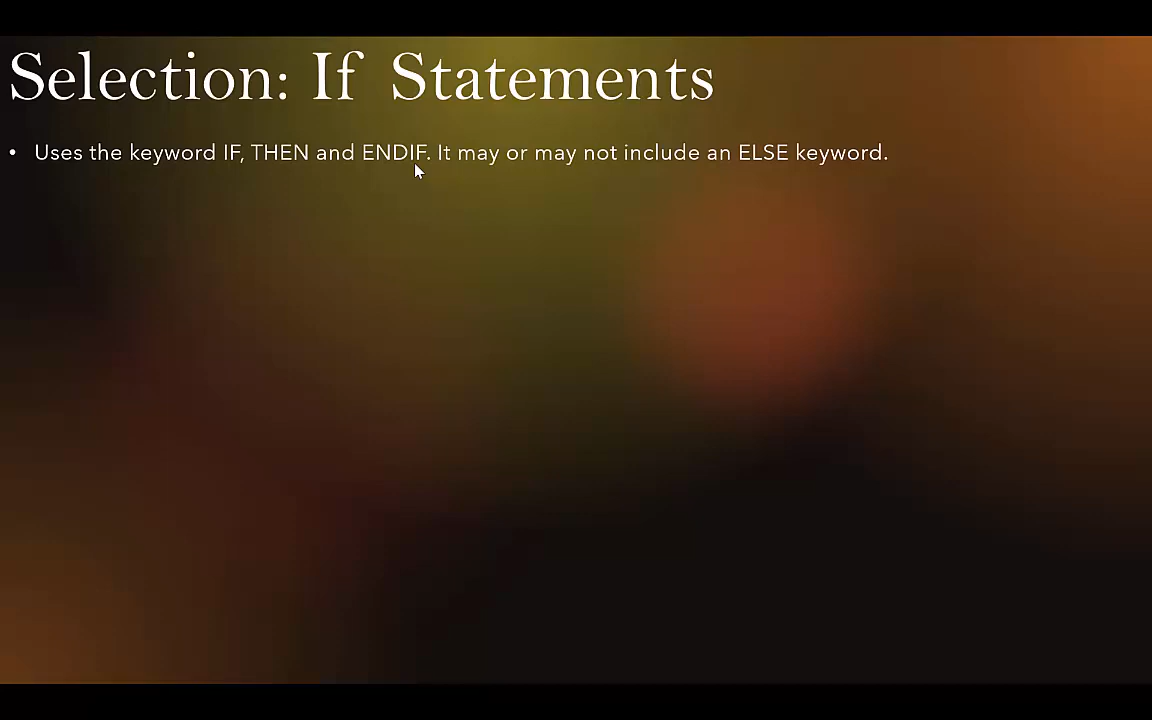 Selection: If Statements
• Uses the keyword IF, THEN and ENDIF. It may or may not include an ELSE keyword.